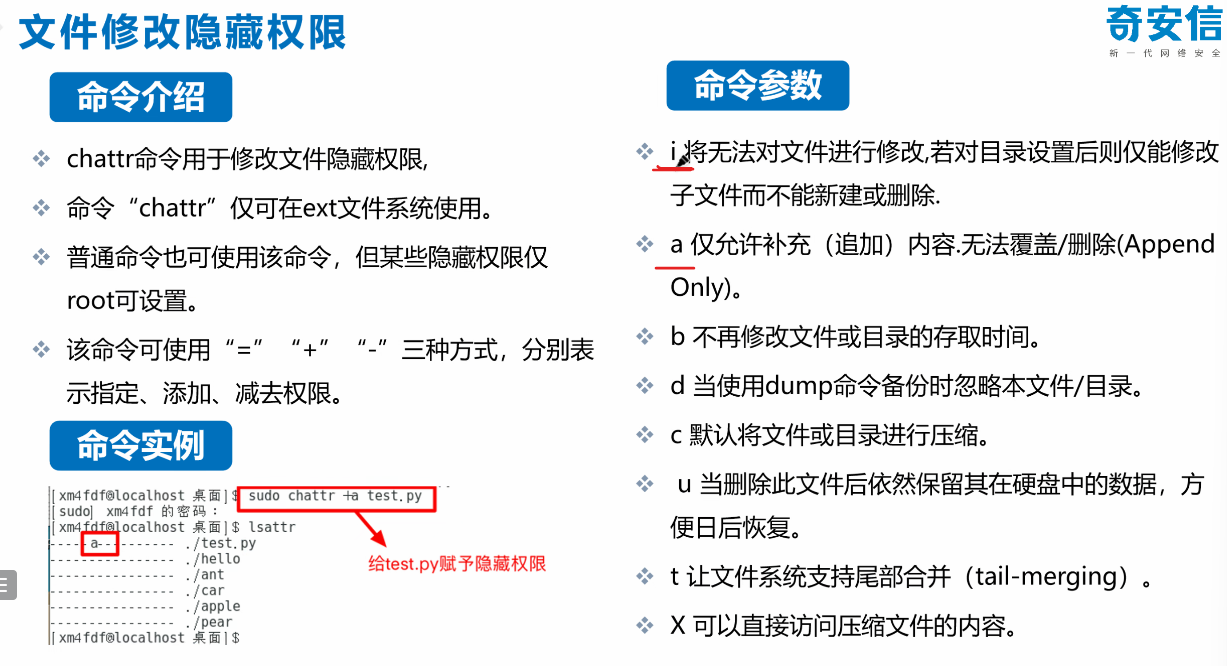 文件修改隐藏权限
奇安信
新一代网络安全
命令介绍
chattr命令用于修改文件隐藏权限,
命令“chattr”仅可在ext文件系统使用。
普通命令也可使用该命令，但某些隐藏权限仅
root可设置。
该命令可使用“=”“+”“-”三种方式，分别表
示指定、添加、减去权限。
命令实例
[xm4fdf@localhost 桌面]$ sudo chattr +a test.py
[sudo] xm4fdf 的密码：
[xm4fdf@localhost 桌面]$ lsattr
-----a---------- ./test.py
---------------- ./hello
---------------- ./ant
---------------- ./car
---------------- ./apple
---------------- ./pear
[xm4fdf@localhost 桌面]$
给test.py赋予隐藏权限
命令参数
i 将无法对文件进行修改,若对目录设置后则仅能修改
子文件而不能新建或删除.
a 仅允许补充（追加）内容.无法覆盖/删除(Append
Only)。
b 不再修改文件或目录的存取时间。
d 当使用dump命令备份时忽略本文件/目录。
c 默认将文件或目录进行压缩。
u 当删除此文件后依然保留其在硬盘中的数据，方
便日后恢复。
t 让文件系统支持尾部合并（tail-merging）。
X 可以直接访问压缩文件的内容。